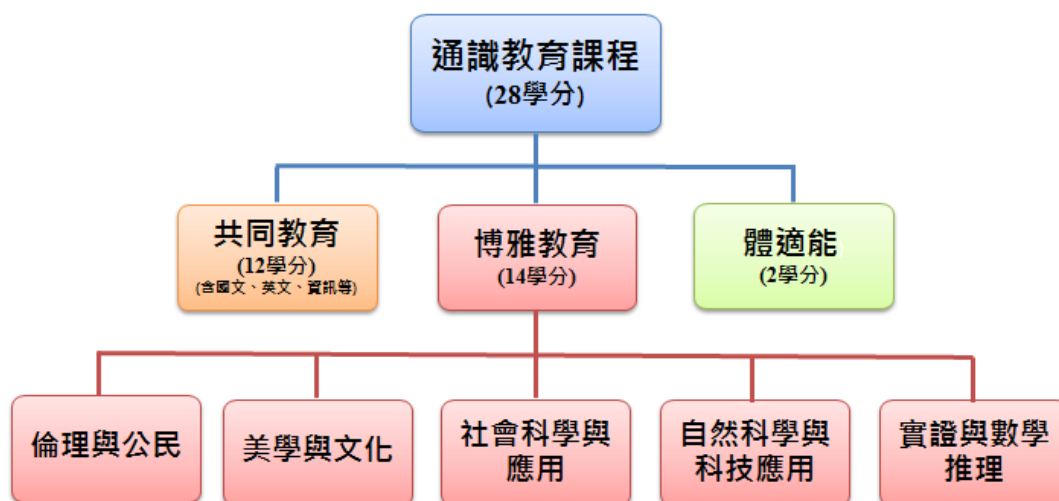 通識教育課程
(28學分)
共同教育
(12學分)
(含國文、英文、資訊等)
博雅教育
(14學分)
體適能
(2學分)
倫理與公民
美學與文化
社會科學與
應用
自然科學與
科技應用
實證與數學
推理